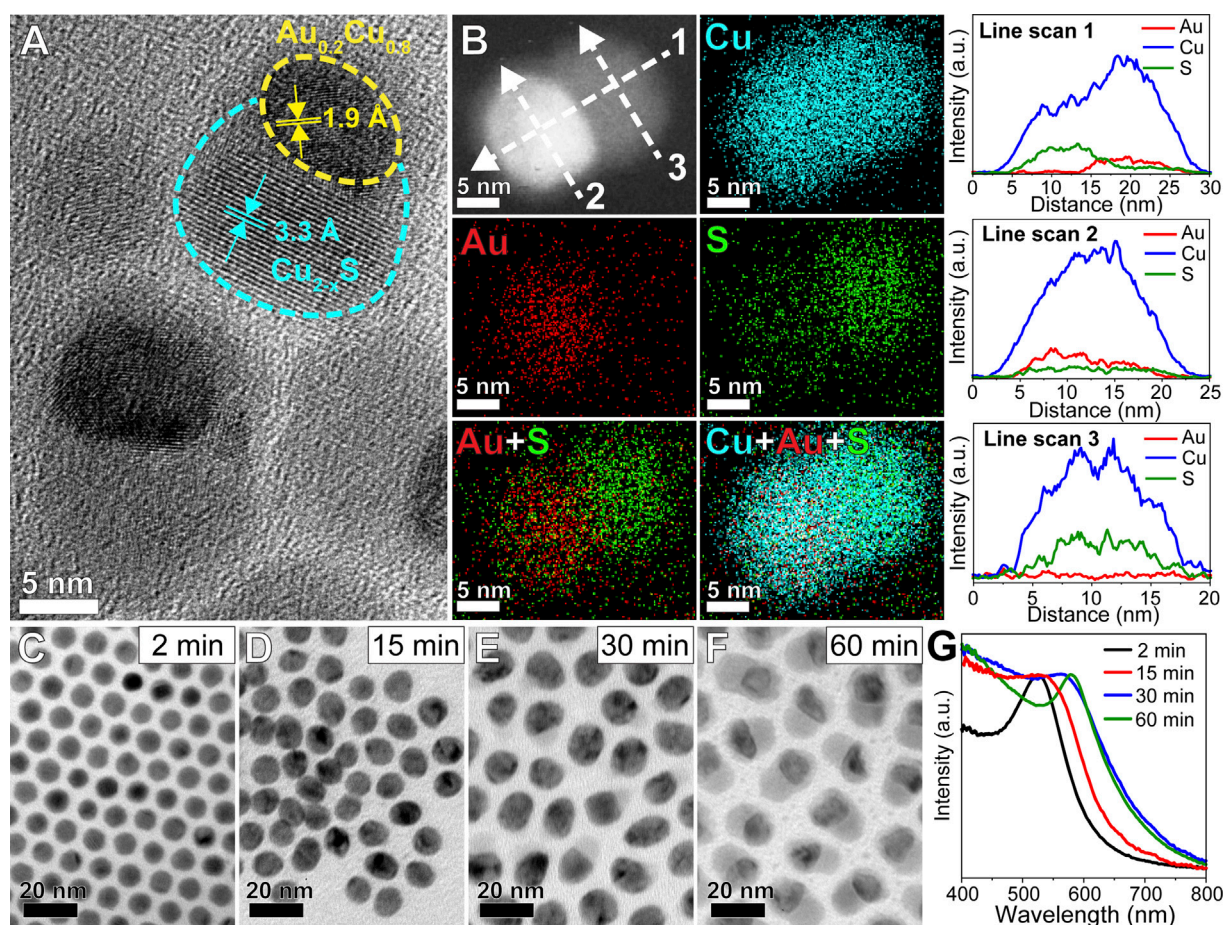 A
Au0.2Cu0.8
1.9 Å
3.3 Å
Cu2-xS
5 nm
B
1
2
3
5 nm
Cu
5 nm
Au
5 nm
S
5 nm
Au+S
5 nm
Cu+Au+S
5 nm
Line scan 1
Au
Cu
S
Intensity (a.u.)
0 5 10 15 20 25 30
Distance (nm)
Line scan 2
Au
Cu
S
Intensity (a.u.)
0 5 10 15 20 25
Distance (nm)
Line scan 3
Au
Cu
S
Intensity (a.u.)
0 5 10 15 20
Distance (nm)
C
2 min
20 nm
D
15 min
20 nm
E
30 min
20 nm
F
60 min
20 nm
G
2 min
15 min
30 min
60 min
Intensity (a.u.)
400 500 600 700 800
Wavelength (nm)